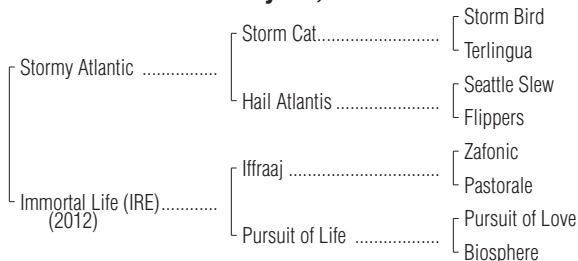 Storm Bird
Storm Cat....................
Terlingua
Stormy Atlantic ...............
Seattle Slew
Hail Atlantis ......................
Flippers
Zafonic
Iffraaj ................................
Pastorale
Immortal Life (IRE)...........
(2012)
Pursuit of Love
Pursuit of Life ..................
Biosphere